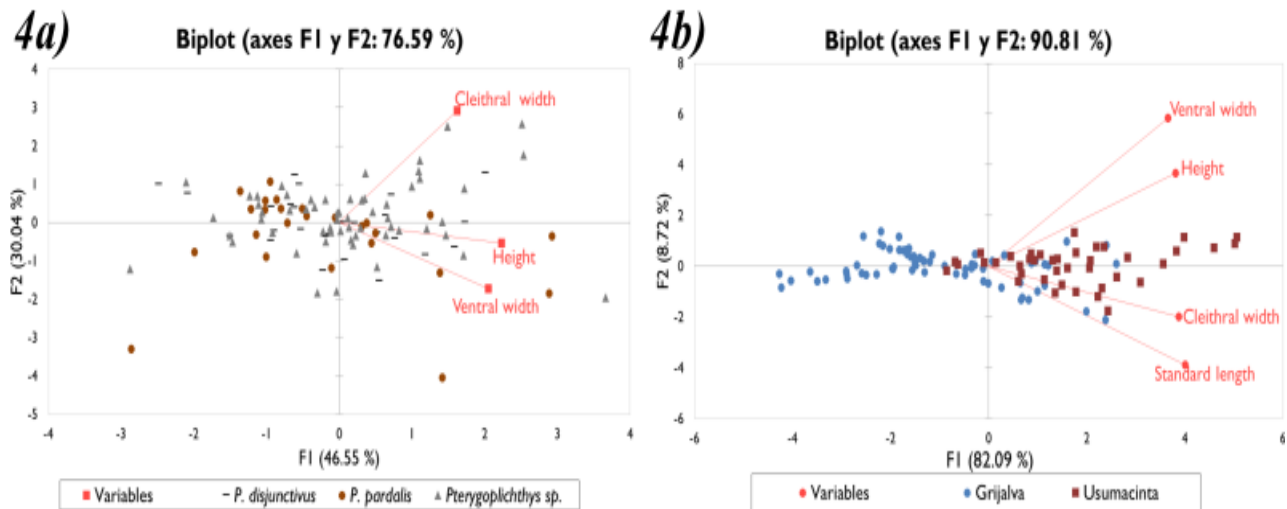 4a)
Biplot (axes F1 y F2: 76.59 %)
4
3
2
1
0
-1
-2
-3
-4
-5
F2 (30.04 %)
Cleithral width
Height
Ventral width
-4 -3 -2 -1 0 1 2 3 4
F1 (46.55 %)
Variables P. disjunctivus P. pardalis Pterygoplichthys sp.
4b)
Biplot (axes F1 y F2: 90.81 %)
8
6
4
2
0
-2
-4
-6
F2 (8.72 %)
Ventral width
Height
Cleithral width
Standard length
-6 -4 -2 0 2 4 6
F1 (82.09 %)
Variables Grijalva Usumacinta